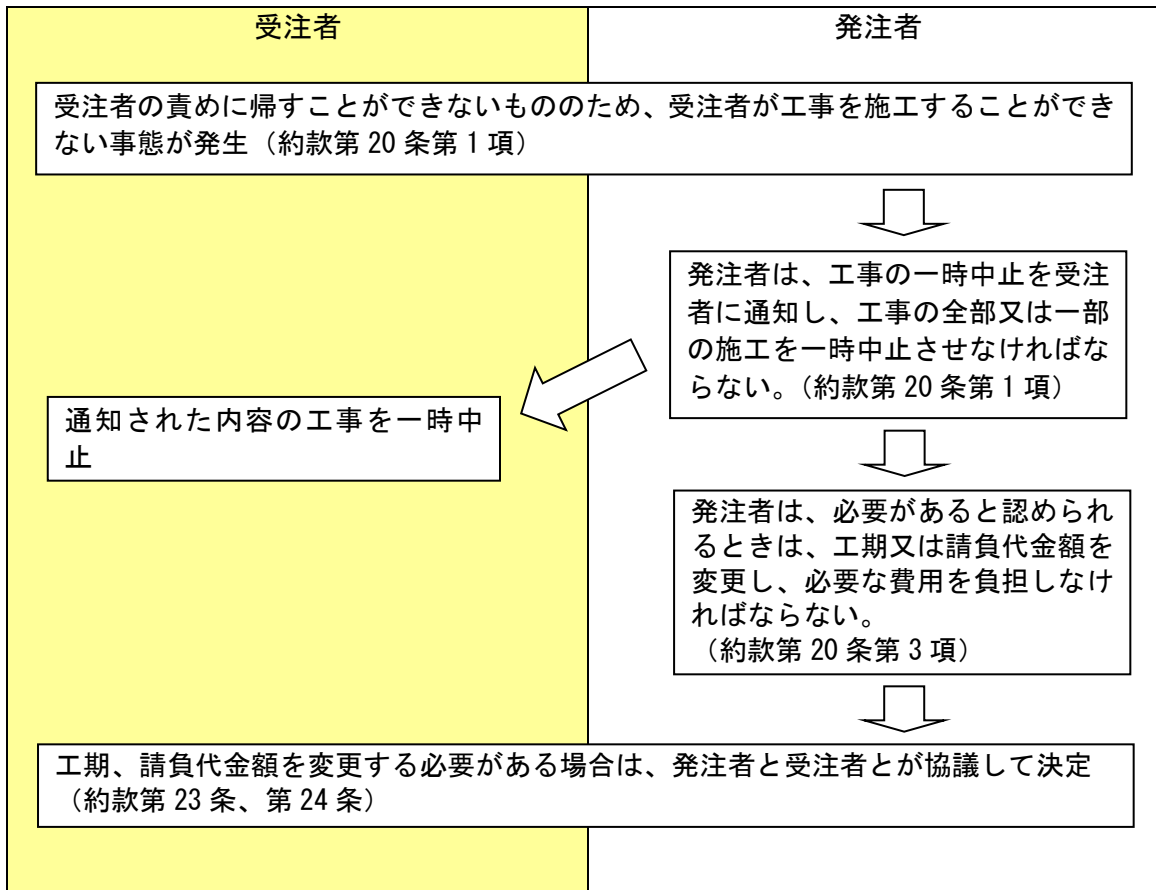 受注者
発注者
受注者の責めに帰すことができないもののため、受注者が工事を施工することができ
ない事態が発生（約款第 20 条第 1 項）
発注者は、工事の一時中止を受注
者に通知し、工事の全部又は一部
の施工を一時中止させなければな
らない。（約款第 20 条第 1 項）
通知された内容の工事を一時中
止
発注者は、必要があると認められ
るときは、工期又は請負代金額を
変更し、必要な費用を負担しなけ
ればならない。
（約款第 20 条第 3 項）
工期、請負代金額を変更する必要がある場合は、発注者と受注者とが協議して決定
（約款第 23 条、第 24 条）